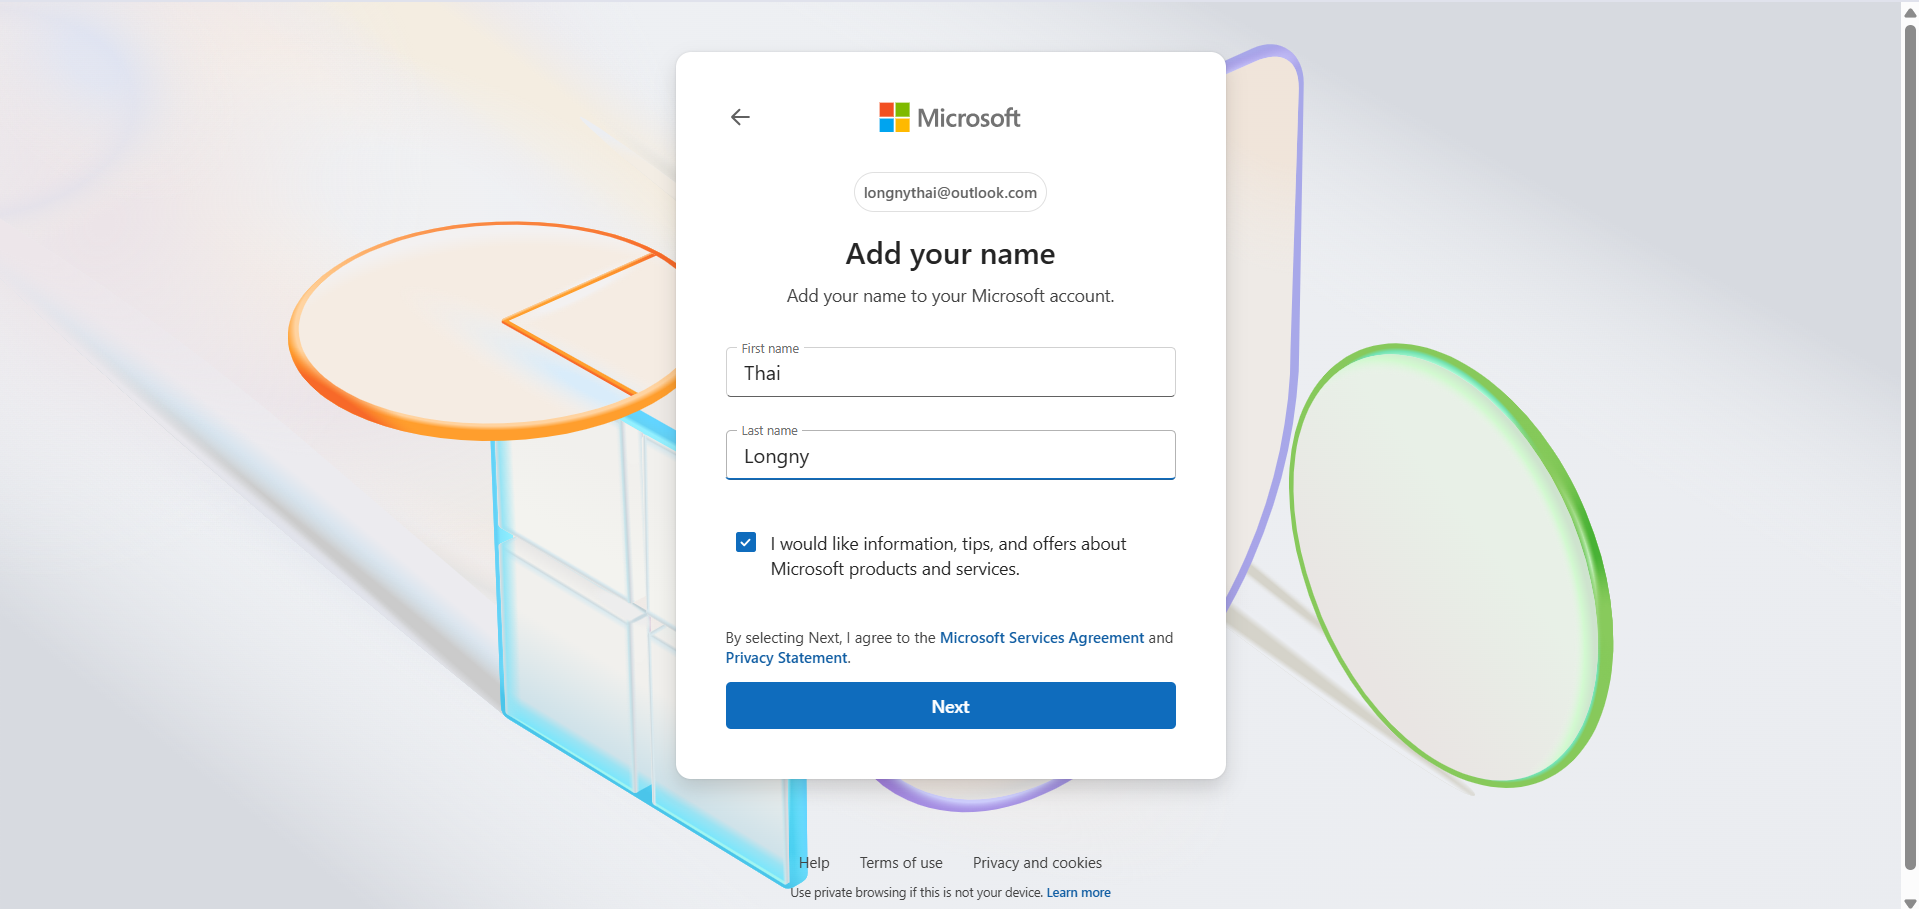 Microsoft
longnythai@outlook.com
Add your name
Add your name to your Microsoft account.
First name
Thai
Last name
Longny
I would like information, tips, and offers about
Microsoft products and services.
By selecting Next, I agree to the Microsoft Services Agreement and
Privacy Statement.
Next
Help Terms of use Privacy and cookies
Use private browsing if this is not your device. Learn more